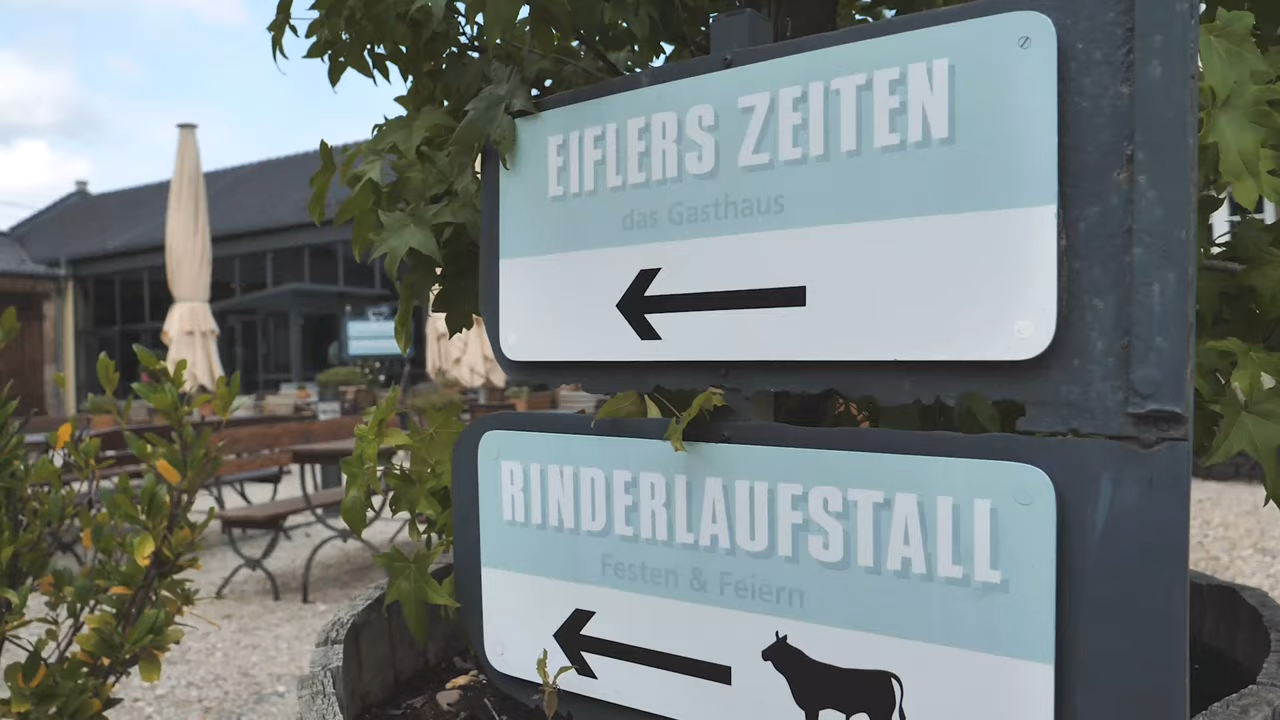 EIFLERS ZEITEN
das Gasthaus
RINDERLAUFSTALL
Festen & Feiern